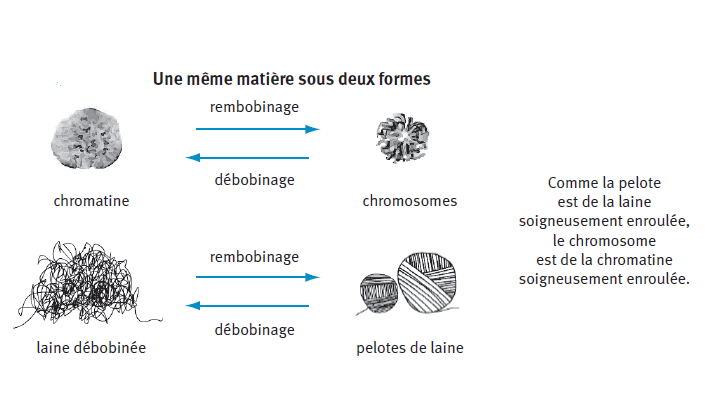 Une même matière sous deux formes
rembobinage
débobinage
chromatine
chromosomes
Comme la pelote
est de la laine
soigneusement enroulée,
le chromosome
est de la chromatine
soigneusement enroulée.
rembobinage
débobinage
laine débobinée
pelotes de laine